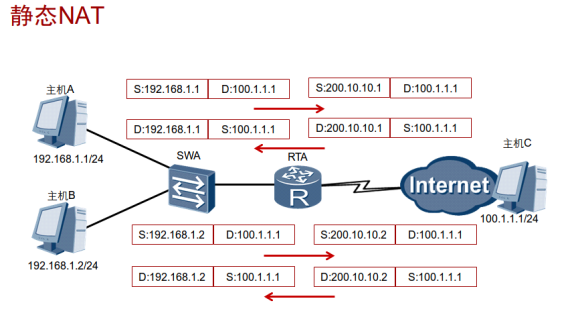 静态NAT
主机A
S:192.168.1.1 D:100.1.1.1 S:200.10.10.1 D:100.1.1.1
D:192.168.1.1 S:100.1.1.1 D:200.10.10.1 S:100.1.1.1
192.168.1.1/24
SWA
RTA
主机C
R
Internet
主机B
100.1.1.1/24
192.168.1.2/24
S:192.168.1.2 D:100.1.1.1 S:200.10.10.2 D:100.1.1.1
D:192.168.1.2 S:100.1.1.1 D:200.10.10.2 S:100.1.1.1